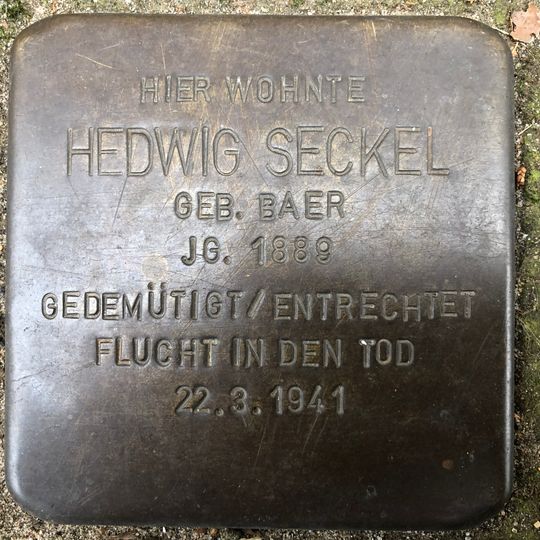 HIER WOHNTE
HEDWIG SECKEL
GEB. BAER
JG. 1889
GEDEMÜTIGT/ENTRECHTET
FLUCHT IN DEN TOD
22.3.1941